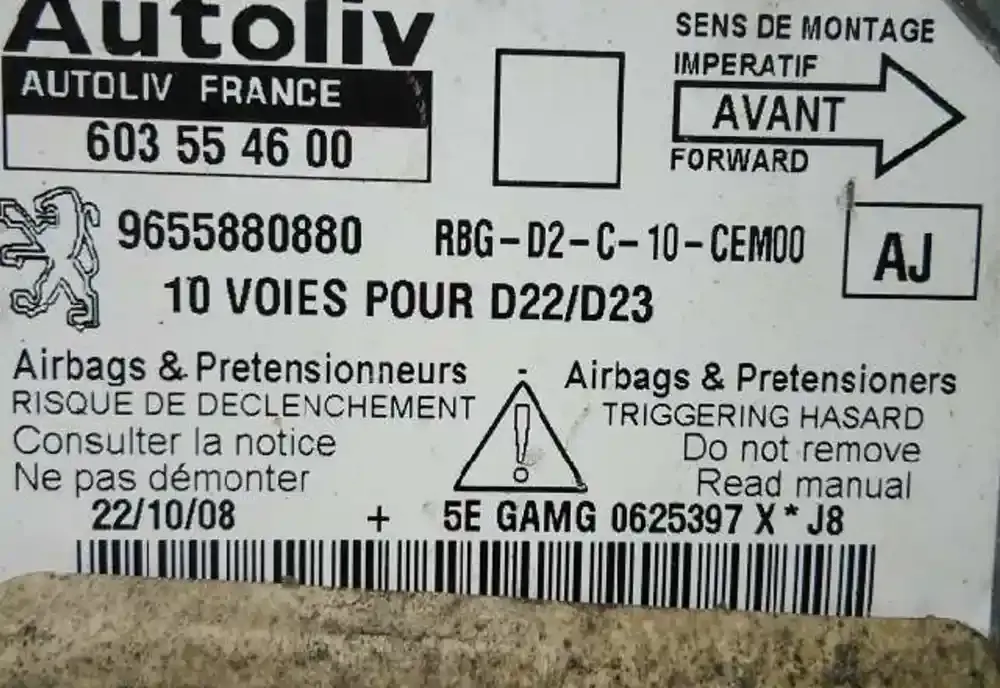 Autoliv
AUTOLIV FRANCE
603 55 46 00
SENS DE MONTAGE
IMPERATIF
AVANT
FORWARD
9655880880 RBG-D2-C-10-CEM00
AJ
10 VOIES POUR D22/D23
Airbags & Pretensionneurs
RISQUE DE DECLENCHEMENT
Consulter la notice
Ne pas démonter
- Airbags & Pretensioners
TRIGGERING HASARD
Do not remove
Read manual
!
22/10/08 + 5E GAMG 0625397 X * J8